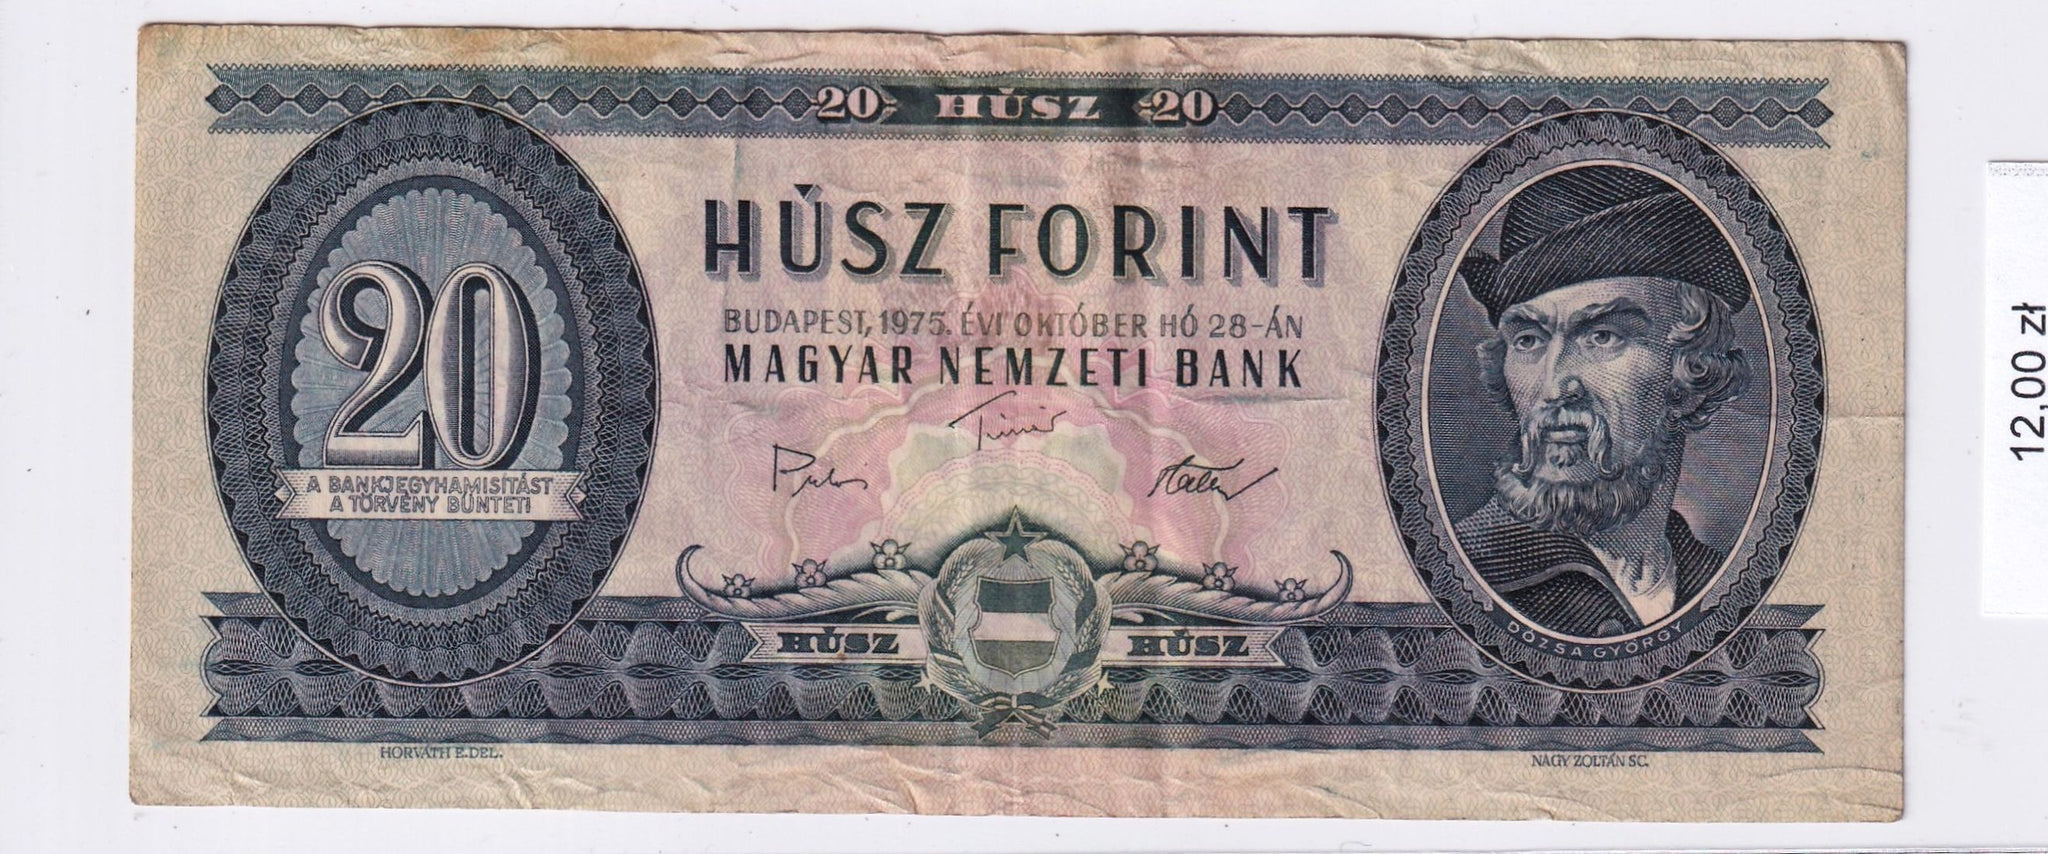 20 HÚSZ 20
HÚSZ FORINT
BUDAPEST, 1975. ÉVI OKTÓBER HÓ 28-ÁN
MAGYAR NEMZETI BANK
20
A BANKJEGYHAMISÍTÁST
A TÖRVÉNY BÜNTETI
HÚSZ HÚSZ
DÓZSA GYÖRGY
HORVÁTH E. DEL.
NAGY ZOLTÁN SC.
12,00 zł